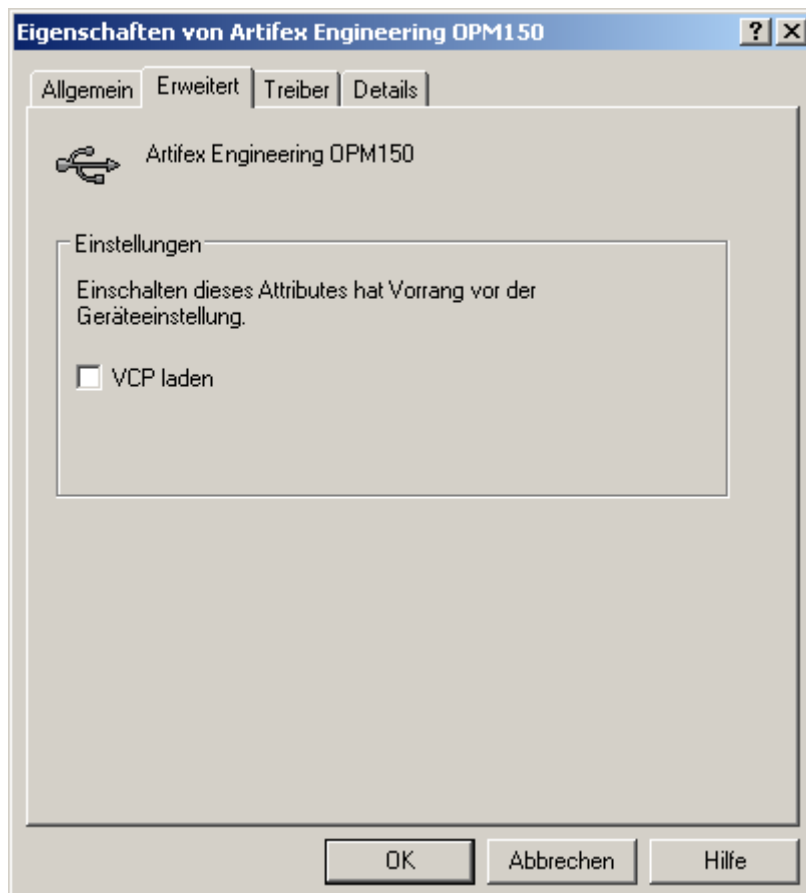 Eigenschaften von Artifex Engineering OPM150
Allgemein Erweitert Treiber Details
Artifex Engineering OPM150
Einstellungen
Einschalten dieses Attributes hat Vorrang vor der
Geräteeinstellung.
VCP laden
OK Abbrechen Hilfe